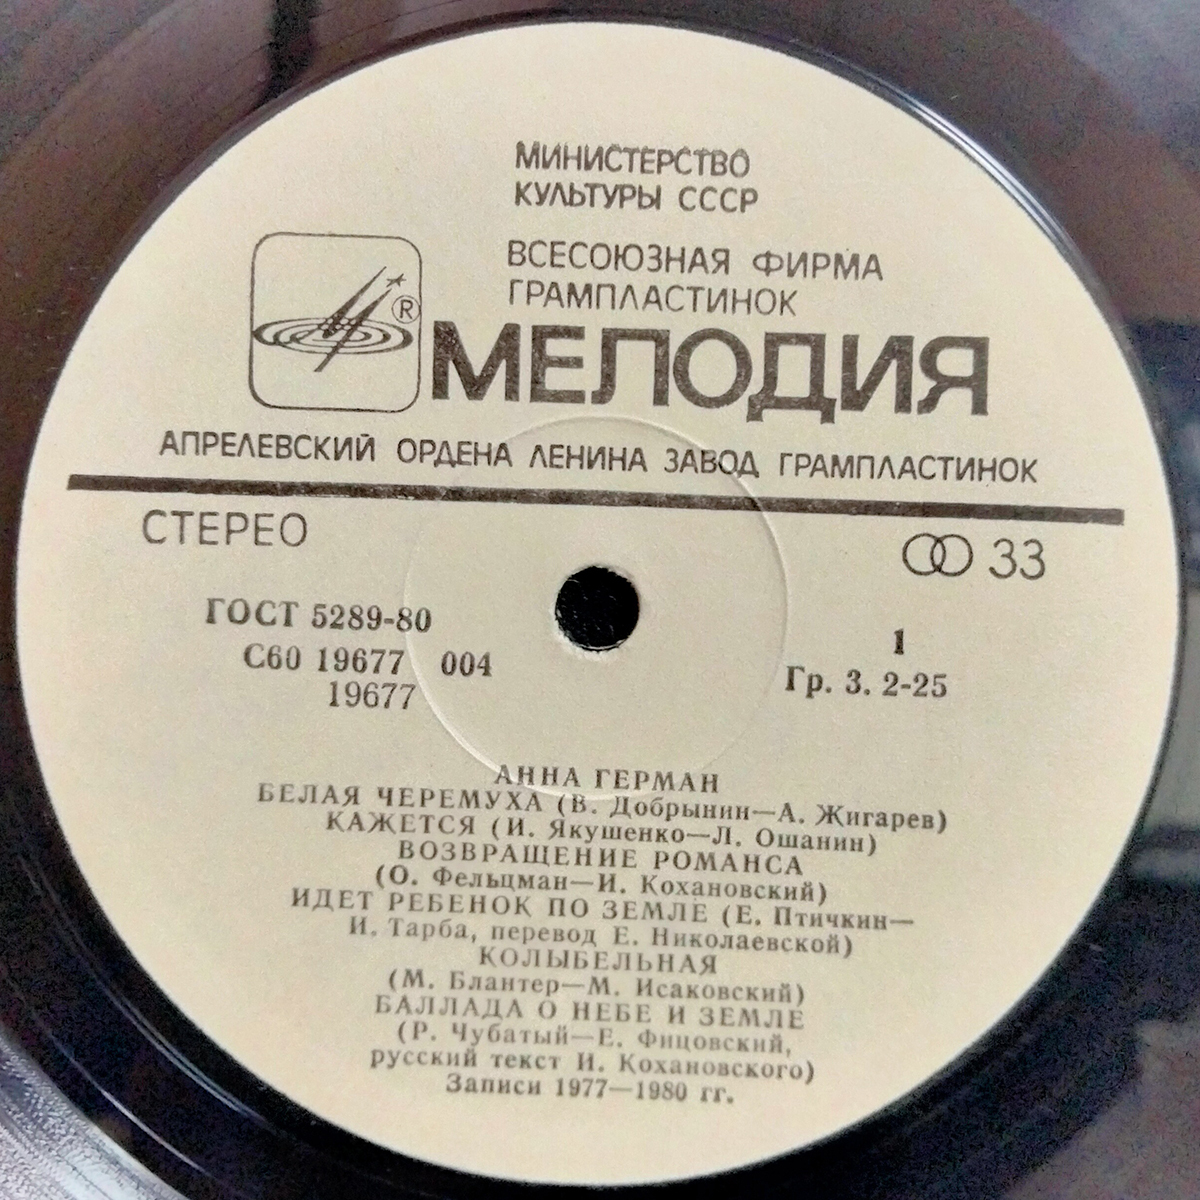 МИНИСТЕРСТВО
КУЛЬТУРЫ СССР
ВСЕСОЮЗНАЯ ФИРМА
ГРАМПЛАСТИНОК
®
МЕЛОДИЯ
АПРЕЛЕВСКИЙ ОРДЕНА ЛЕНИНА ЗАВОД ГРАМПЛАСТИНОК
СТЕРЕО
33
ГОСТ 5289-80
1
С60 19677 004
Гр. 3. 2-25
19677
АННА ГЕРМАН
БЕЛАЯ ЧЕРЕМУХА (В. Добрынин—А. Жигарев)
КАЖЕТСЯ (И. Якушенко—Л. Ошанин)
ВОЗВРАЩЕНИЕ РОМАНСА
(О. Фельцман—И. Кохановский)
ИДЕТ РЕБЕНОК ПО ЗЕМЛЕ (Е. Птичкин—
И. Тарба, перевод Е. Николаевской)
КОЛЫБЕЛЬНАЯ
(М. Блантер—М. Исаковский)
БАЛЛАДА О НЕБЕ И ЗЕМЛЕ
(Р. Чубатый—Е. Фицовский,
русский текст И. Кохановского)
Записи 1977—1980 гг.